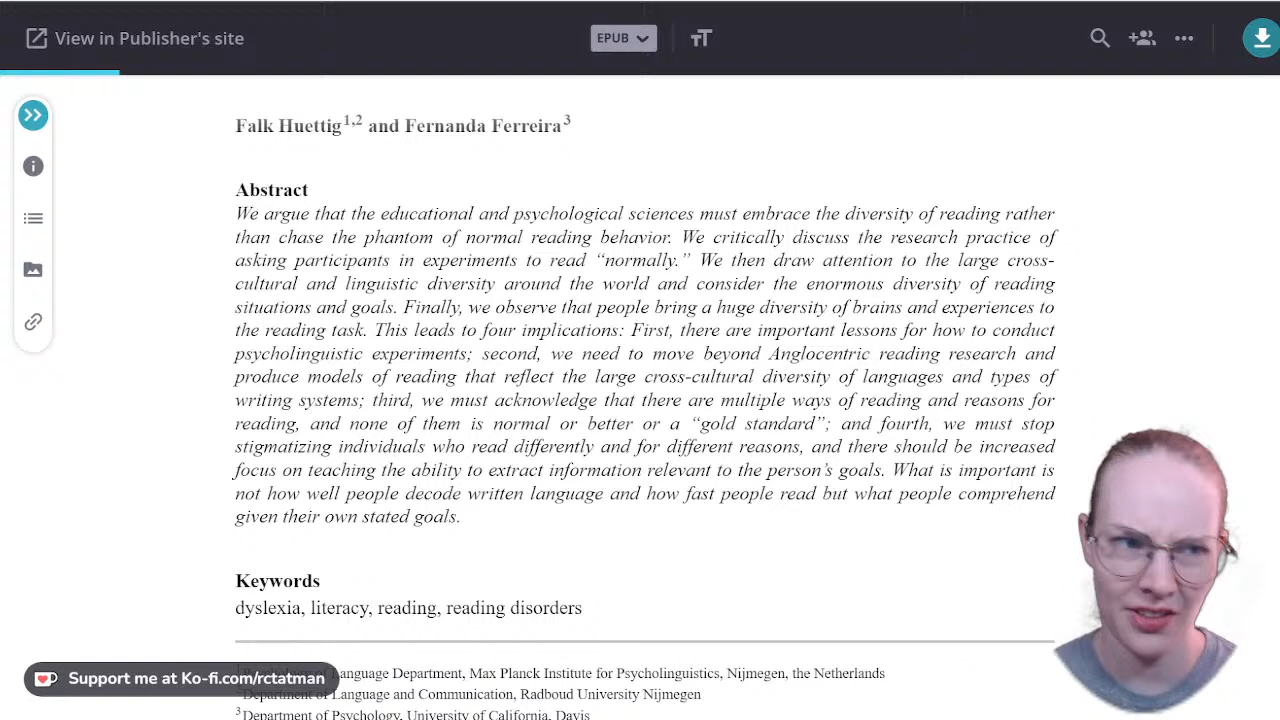 View in Publisher's site
EPUB
Falk Huettig1,2 and Fernanda Ferreira3
Abstract
We argue that the educational and psychological sciences must embrace the diversity of reading rather
than chase the phantom of normal reading behavior. We critically discuss the research practice of
asking participants in experiments to read “normally.” We then draw attention to the large cross-
cultural and linguistic diversity around the world and consider the enormous diversity of reading
situations and goals. Finally, we observe that people bring a huge diversity of brains and experiences to
the reading task. This leads to four implications: First, there are important lessons for how to conduct
psycholinguistic experiments; second, we need to move beyond Anglocentric reading research and
produce models of reading that reflect the large cross-cultural diversity of languages and types of
writing systems; third, we must acknowledge that there are multiple ways of reading and reasons for
reading, and none of them is normal or better or a “gold standard”; and fourth, we must stop
stigmatizing individuals who read differently and for different reasons, and there should be increased
focus on teaching the ability to extract information relevant to the person’s goals. What is important is
not how well people decode written language and how fast people read but what people comprehend
given their own stated goals.
Keywords
dyslexia, literacy, reading, reading disorders
Language Department, Max Planck Institute for Psycholinguistics, Nijmegen, the Netherlands
Support me at Ko-fi.com/rctatman
Department of Language and Communication, Radboud University Nijmegen
3Department of Psychology, University of California, Davis